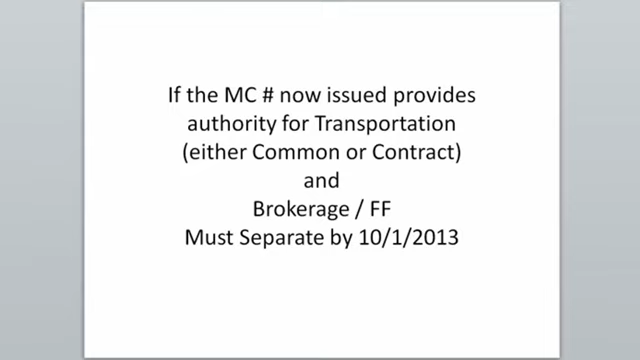 If the MC # now issued provides
authority for Transportation
(either Common or Contract)
and
Brokerage / FF
Must Separate by 10/1/2013